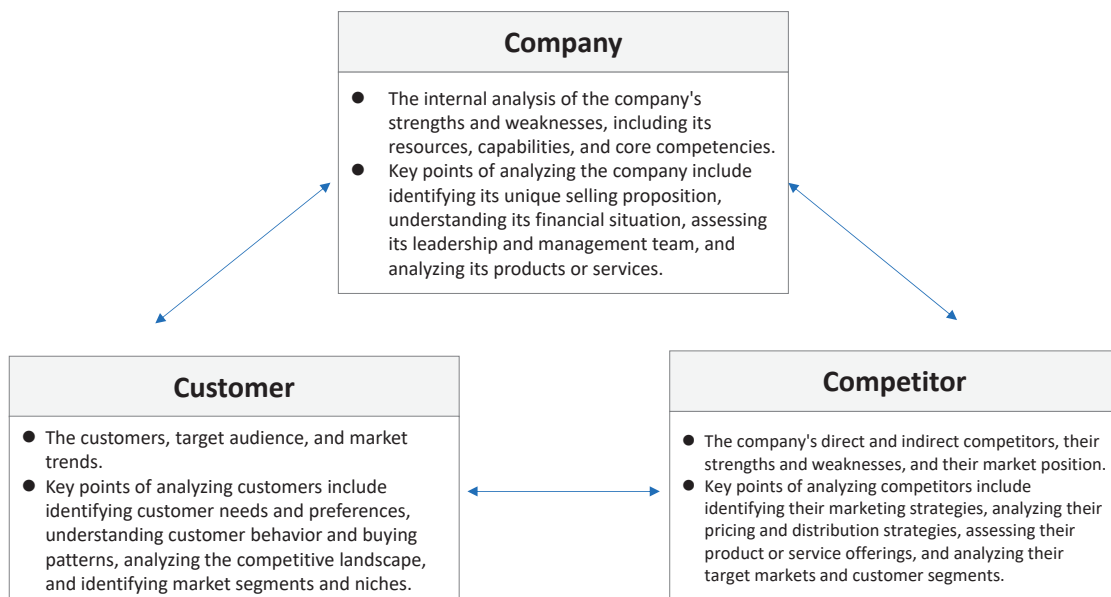 Company
● The internal analysis of the company's
strengths and weaknesses, including its
resources, capabilities, and core competencies.
● Key points of analyzing the company include
identifying its unique selling proposition,
understanding its financial situation, assessing
its leadership and management team, and
analyzing its products or services.
Customer
● The customers, target audience, and market
trends.
● Key points of analyzing customers include
identifying customer needs and preferences,
understanding customer behavior and buying
patterns, analyzing the competitive landscape,
and identifying market segments and niches.
Competitor
● The company's direct and indirect competitors, their
strengths and weaknesses, and their market position.
● Key points of analyzing competitors include
identifying their marketing strategies, analyzing their
pricing and distribution strategies, assessing their
product or service offerings, and analyzing their
target markets and customer segments.